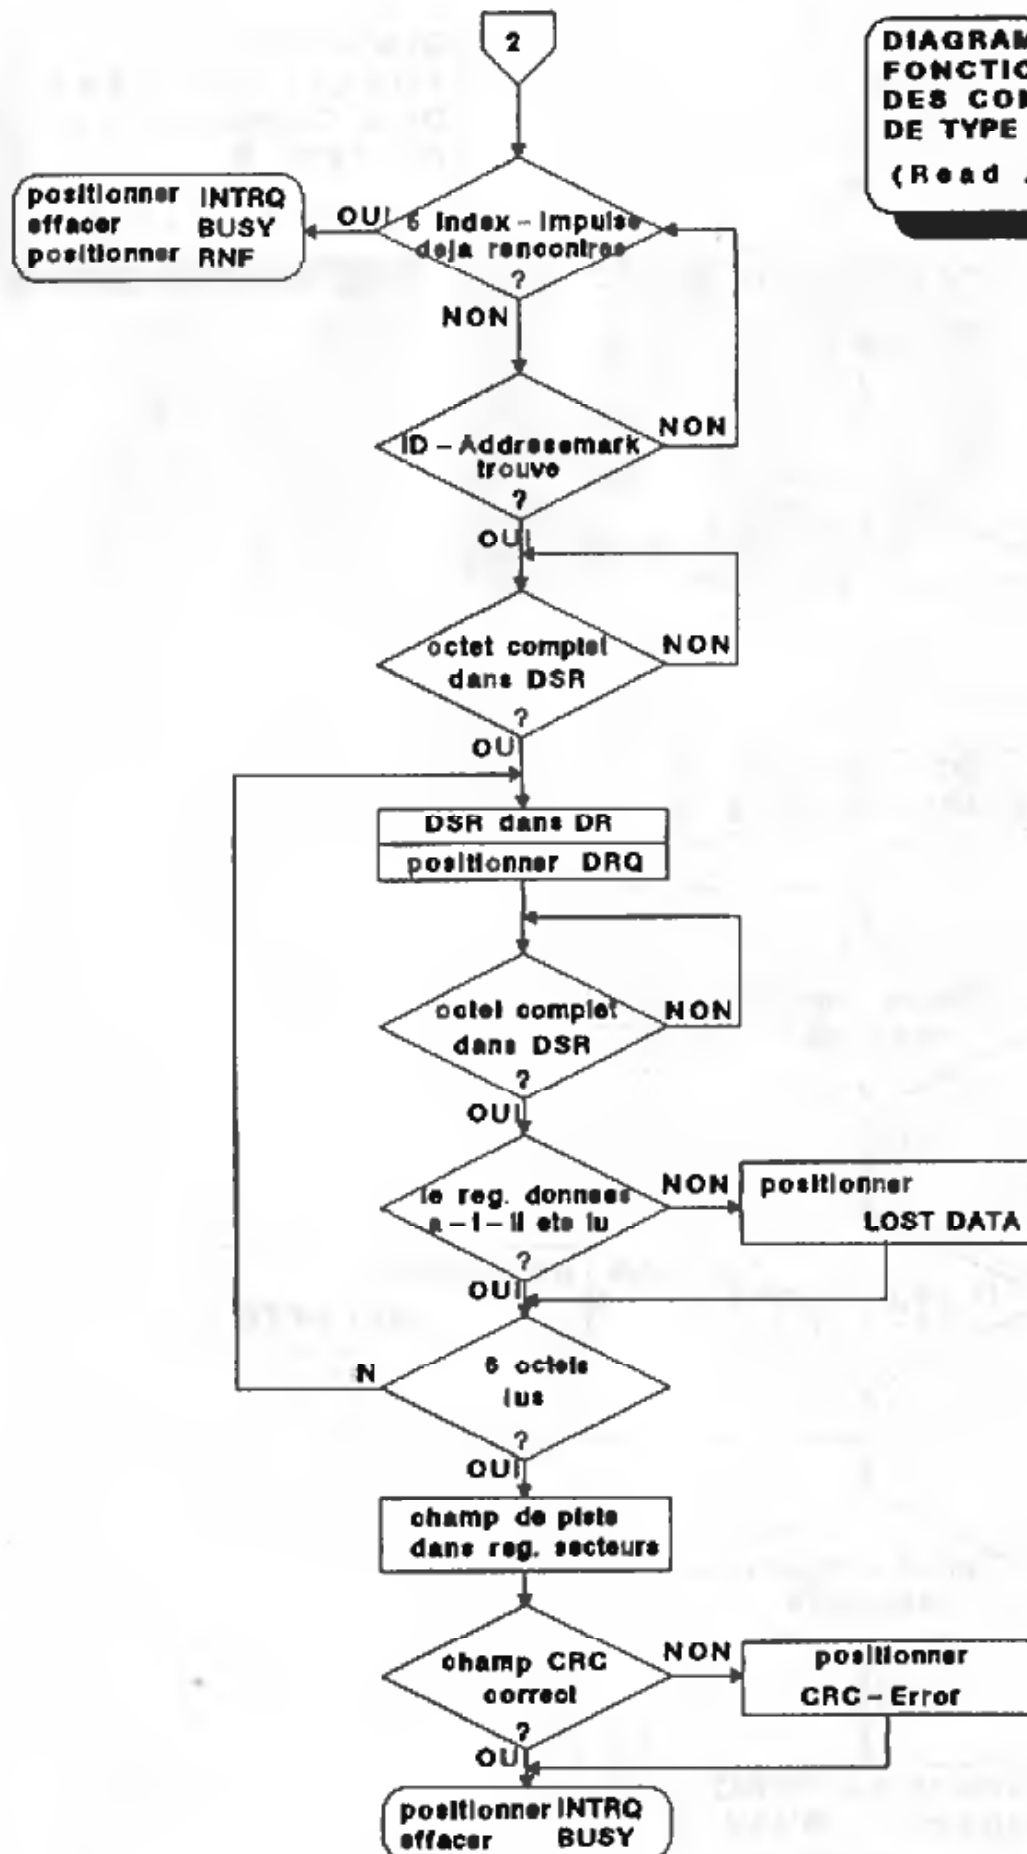 2
DIAGRAM
FONCTIO
DES CON
DE TYPE
(Read
positionner INTRQ
effacer BUSY
positionner RNF
OUI
6 Index-Impulse
deja rencontres
?
NON
ID-Addresemark
trouve
?
NON
OUI
octet complet
dans DSR
?
NON
OUI
DSR dans DR
positionner DRQ
octet complet
dans DSR
?
NON
OUI
le reg. donnees
a-t-il ete lu
?
NON
positionner
LOST DATA
OUI
6 octets
lus
?
N
OUI
champ de piste
dans reg. secteurs
champ CRC
correct
?
NON
positionner
CRC-Error
OUI
positionner INTRQ
effacer BUSY